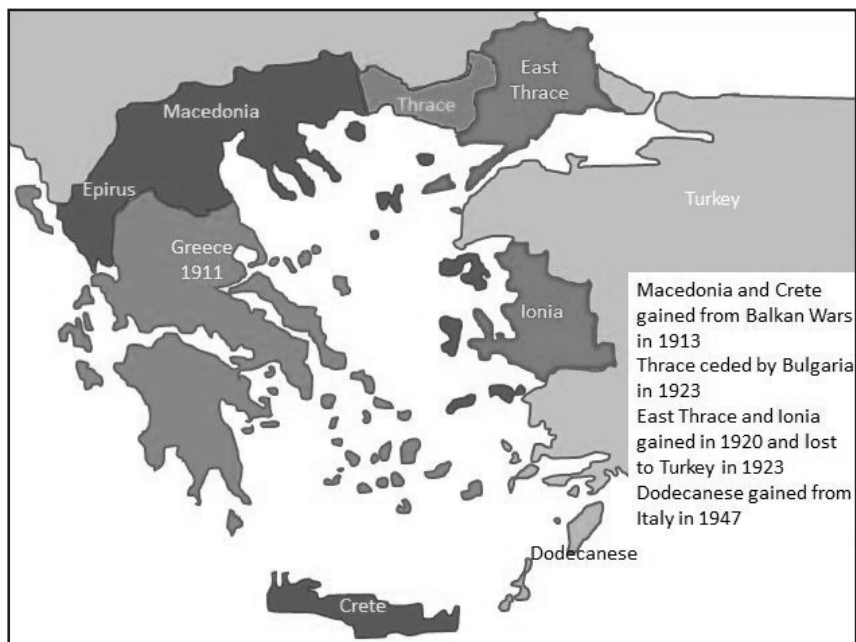 East
Thrace
Thrace
Macedonia
Epirus
Turkey
Greece
1911
Ionia
Macedonia and Crete
gained from Balkan Wars
in 1913
Thrace ceded by Bulgaria
in 1923
East Thrace and Ionia
gained in 1920 and lost
to Turkey in 1923
Dodecanese gained from
Italy in 1947
Dodecanese
Crete